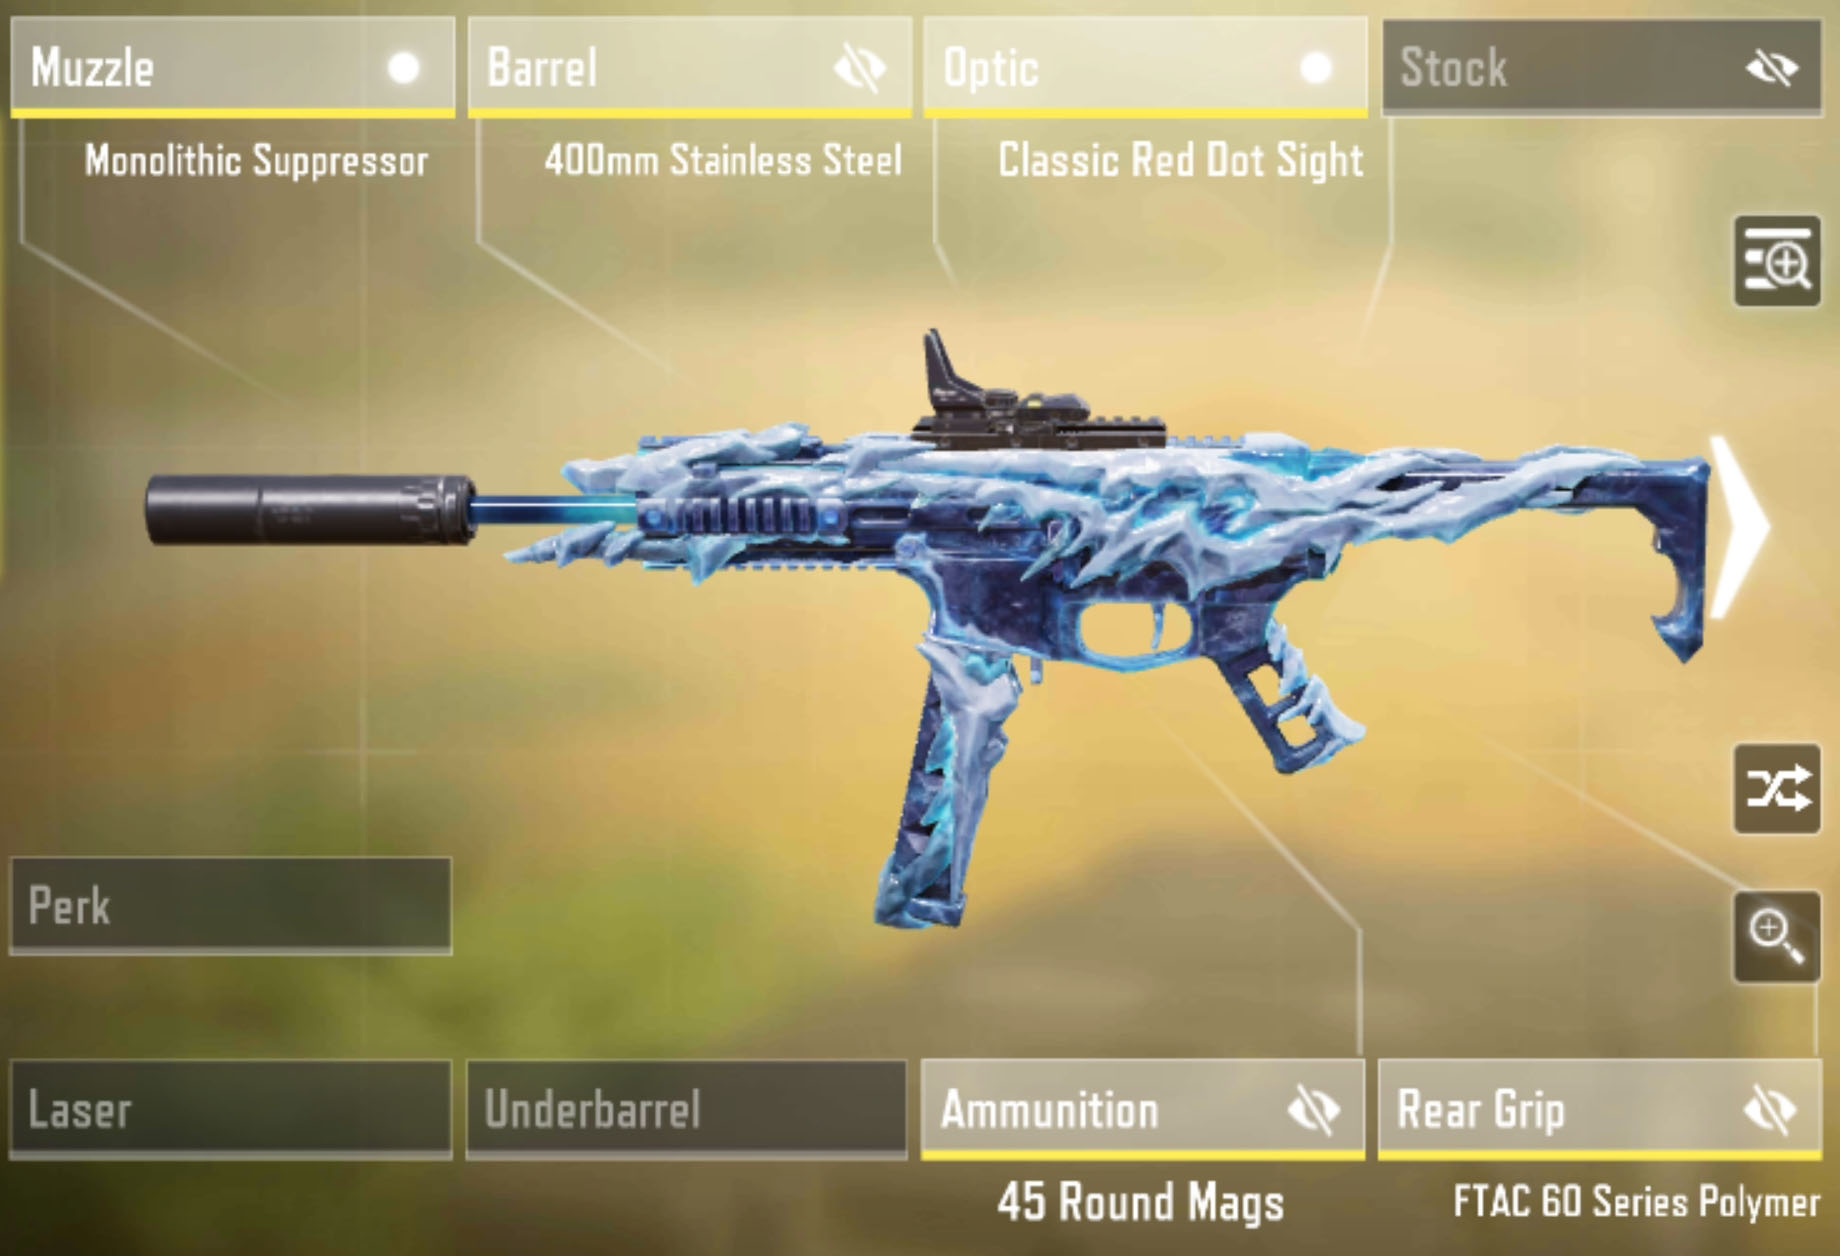 Muzzle
Barrel
Optic
Stock
Monolithic Suppressor
400mm Stainless Steel
Classic Red Dot Sight
Perk
Laser
Underbarrel
Ammunition
Rear Grip
45 Round Mags
FTAC 60 Series Polymer